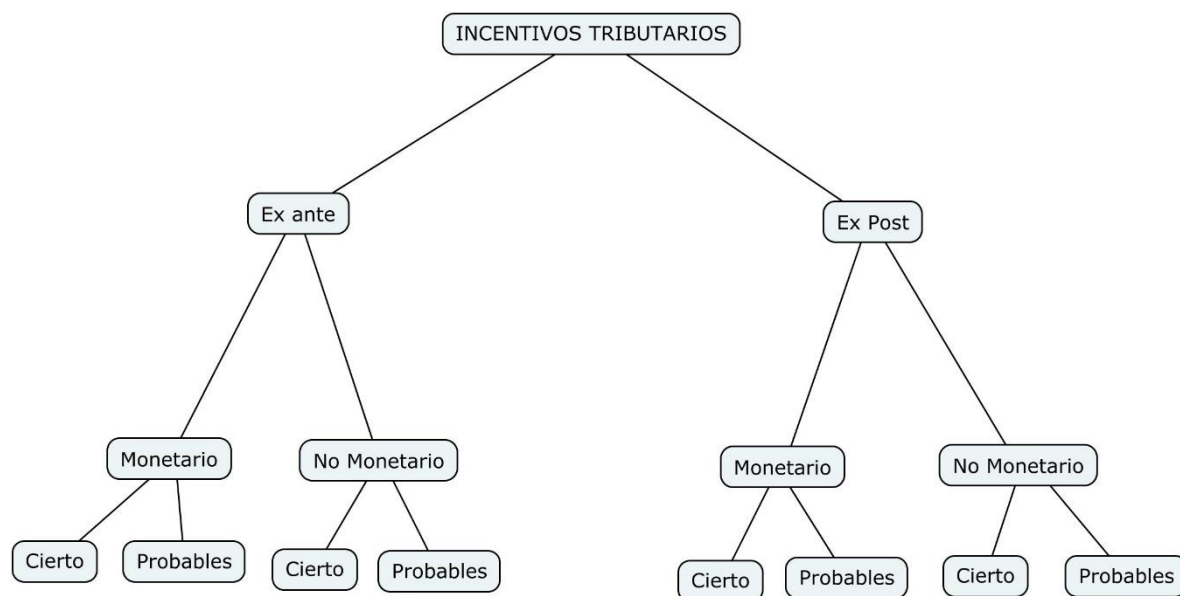 INCENTIVOS TRIBUTARIOS
Ex ante
Ex Post
Monetario
No Monetario
Monetario
No Monetario
Cierto
Probables
Cierto
Probables
Cierto
Probables
Cierto
Probables